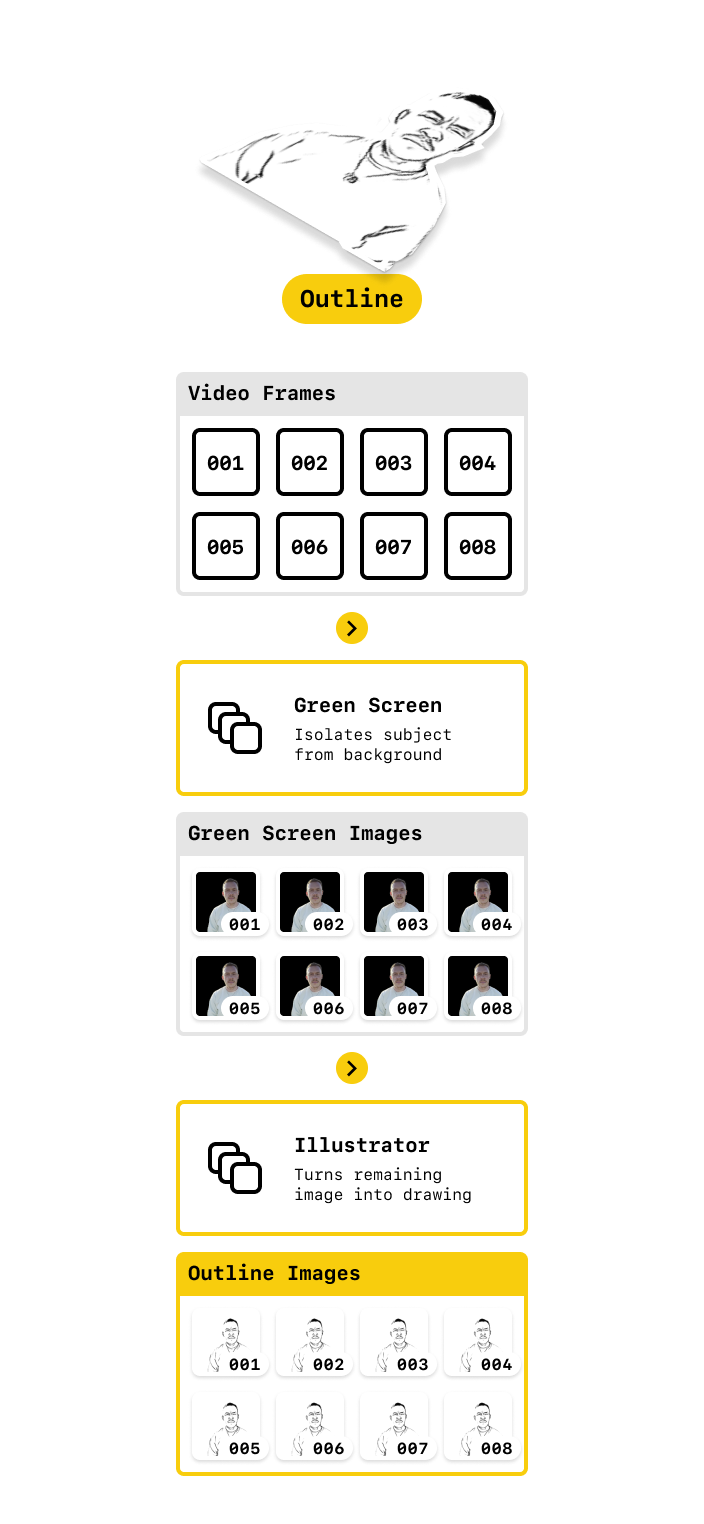 Outline
Video Frames
001 002 003 004
005 006 007 008
Green Screen
Isolates subject
from background
Green Screen Images
001 002 003 004
005 006 007 008
Illustrator
Turns remaining
image into drawing
Outline Images
001 002 003 004
005 006 007 008